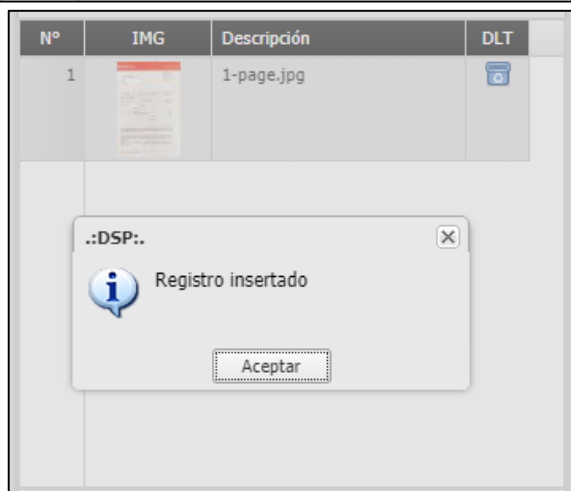 Nº IMG Descripción DLT
1 1-page.jpg
.:DSP:.
Registro insertado
Aceptar